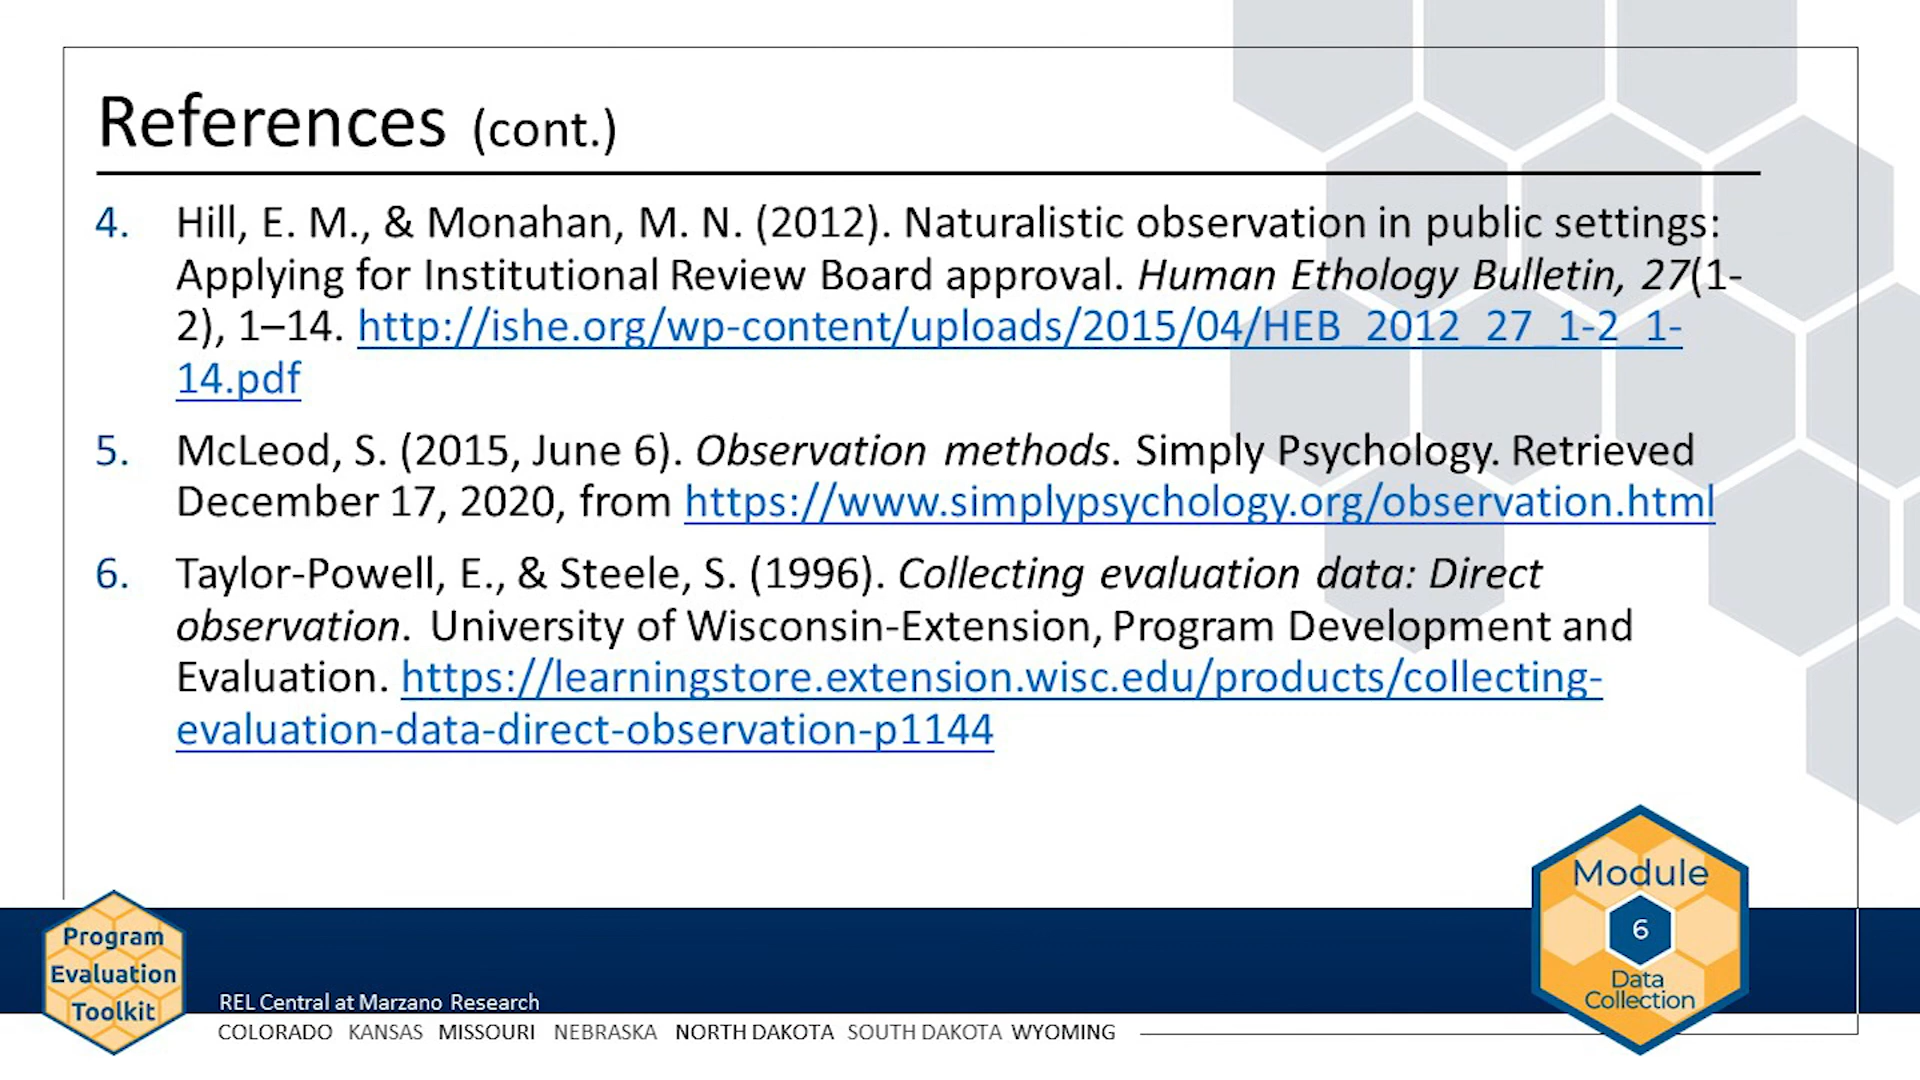 References (cont.)
4. Hill, E. M., & Monahan, M. N. (2012). Naturalistic observation in public settings:
Applying for Institutional Review Board approval. Human Ethology Bulletin, 27(1-
2), 1–14. http://ishe.org/wp-content/uploads/2015/04/HEB_2012_27_1-2_1-
14.pdf
5. McLeod, S. (2015, June 6). Observation methods. Simply Psychology. Retrieved
December 17, 2020, from https://www.simplypsychology.org/observation.html
6. Taylor-Powell, E., & Steele, S. (1996). Collecting evaluation data: Direct
observation. University of Wisconsin-Extension, Program Development and
Evaluation. https://learningstore.extension.wisc.edu/products/collecting-
evaluation-data-direct-observation-p1144
Program
Evaluation
Toolkit
REL Central at Marzano Research
COLORADO KANSAS MISSOURI NEBRASKA NORTH DAKOTA SOUTH DAKOTA WYOMING
Module
6
Data
Collection